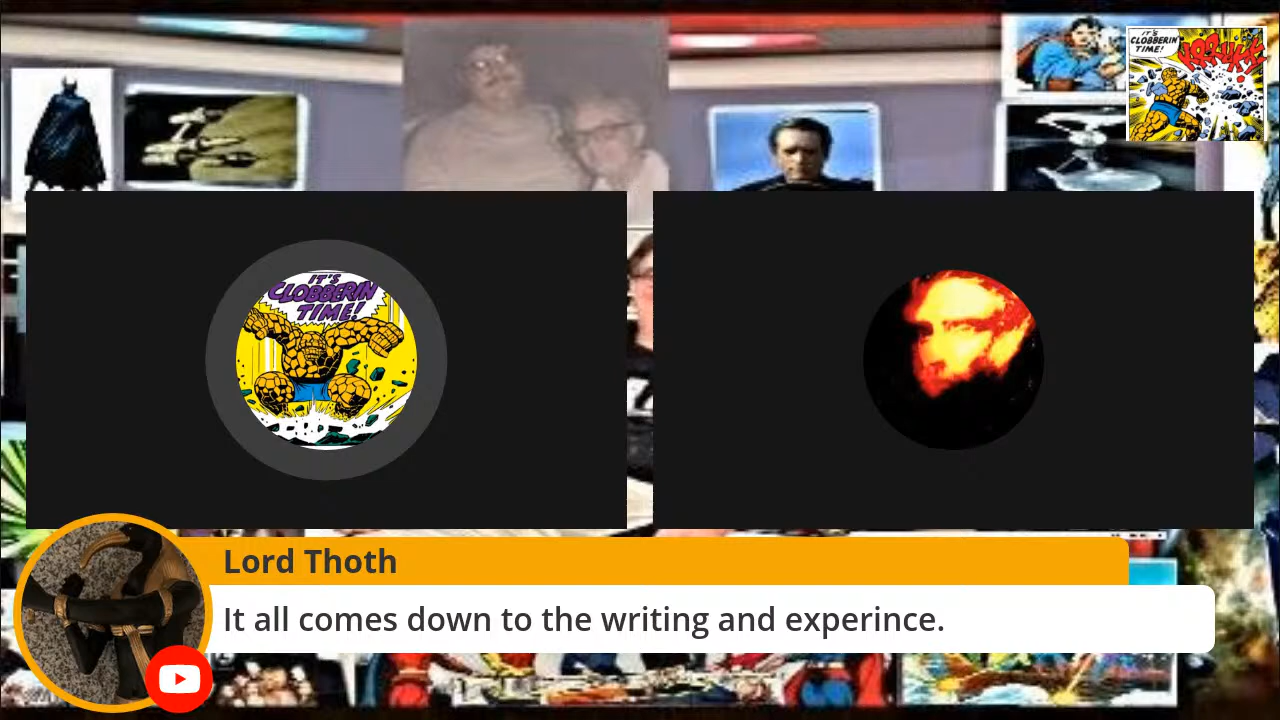 IT'S
CLOBBERIN'
TIME!
IT'S
CLOBBERIN
TIME!
Lord Thoth
It all comes down to the writing and experince.